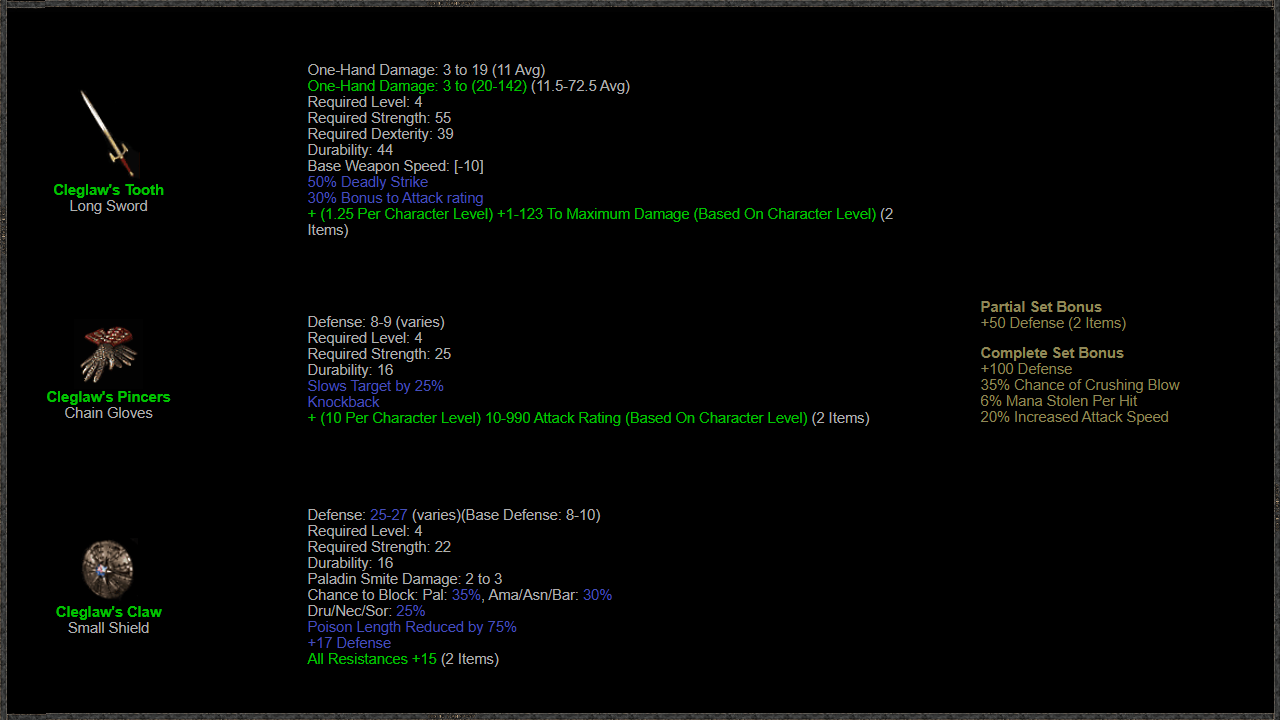 One-Hand Damage: 3 to 19 (11 Avg)
One-Hand Damage: 3 to (20-142) (11.5-72.5 Avg)
Required Level: 4
Required Strength: 55
Required Dexterity: 39
Durability: 44
Base Weapon Speed: [-10]
50% Deadly Strike
30% Bonus to Attack rating
+ (1.25 Per Character Level) +1-123 To Maximum Damage (Based On Character Level) (2
Items)
Cleglaw's Tooth
Long Sword
Defense: 8-9 (varies)
Required Level: 4
Required Strength: 25
Durability: 16
Slows Target by 25%
Knockback
+ (10 Per Character Level) 10-990 Attack Rating (Based On Character Level) (2 Items)
Cleglaw's Pincers
Chain Gloves
Defense: 25-27 (varies)(Base Defense: 8-10)
Required Level: 4
Required Strength: 22
Durability: 16
Paladin Smite Damage: 2 to 3
Chance to Block: Pal: 35%, Ama/Asn/Bar: 30%
Dru/Nec/Sor: 25%
Poison Length Reduced by 75%
+17 Defense
All Resistances +15 (2 Items)
Cleglaw's Claw
Small Shield
Partial Set Bonus
+50 Defense (2 Items)
Complete Set Bonus
+100 Defense
35% Chance of Crushing Blow
6% Mana Stolen Per Hit
20% Increased Attack Speed